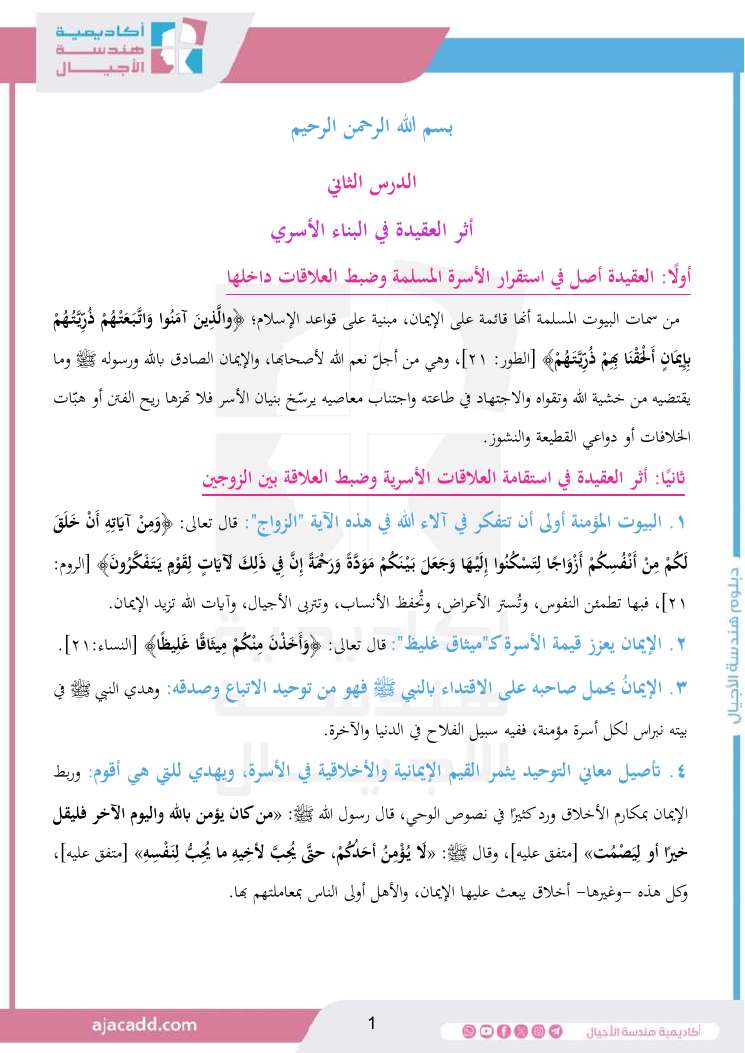 أكاديمية
هندسة
الأجيال
بسم الله الرحمن الرحيم
الدرس الثاني
أثر العقيدة في البناء الأسري
أولًا: العقيدة أصل في استقرار الأسرة المسلمة وضبط العلاقات داخلها
من سمات البيوت المسلمة أنها قائمة على الإيمان، مبنية على قواعد الإسلام؛ ﴿والَّذينَ آمَنُوا وَاتَّبَعَتْهُمْ ذُرِّيَّتُهُمْ
بِإِيمَانٍ أَلْحَقْنَا بِهِمْ ذُرِّيَّتَهُمْ﴾ [الطور: ٢١]، وهي من أجلّ نعم الله لأصحابها، والإيمان الصادق بالله ورسوله ﷺ وما
يقتضيه من خشية الله وتقواه والاجتهاد في طاعته واجتناب معاصيه يرسّخ بنيان الأسر فلا تهزها ريح الفتن أو هبّات
الخلافات أو دواعي القطيعة والنشوز.
ثانيًا: أثر العقيدة في استقامة العلاقات الأسرية وضبط العلاقة بين الزوجين
١. البيوت المؤمنة أولى أن تتفكر في آلاء الله في هذه الآية "الزواج": قال تعالى: ﴿وَمِنْ آيَاتِهِ أَنْ خَلَقَ
لَكُمْ مِنْ أَنْفُسِكُمْ أَزْوَاجًا لِتَسْكُنُوا إِلَيْهَا وَجَعَلَ بَيْنَكُمْ مَوَدَّةً وَرَحْمَةً إِنَّ فِي ذَلِكَ لَآيَاتٍ لِقَوْمٍ يَتَفَكَّرُونَ﴾ [الروم:
٢١]، فبها تطمئن النفوس، وتُستر الأعراض، وتُحفظ الأنساب، وتتربى الأجيال، وآيات الله تزيد الإيمان.
٢. الإيمان يعزز قيمة الأسرة كـ"ميثاق غليظ": قال تعالى: ﴿وَأَخَذْنَ مِنْكُمْ مِيثَاقًا غَلِيظًا﴾ [النساء:٢١].
٣. الإيمانُ يحمل صاحبه على الاقتداء بالنبي ﷺ فهو من توحيد الاتباع وصدقه: وهدي النبي ﷺ في
بيته نبراس لكل أسرة مؤمنة، ففيه سبيل الفلاح في الدنيا والآخرة.
٤. تأصيل معاني التوحيد يثمر القيم الإيمانية والأخلاقية في الأسرة، ويهدي للتي هي أقوم: وربط
الإيمان بمكارم الأخلاق ورد كثيرًا في نصوص الوحي، قال رسول الله ﷺ: «من كان يؤمن بالله واليوم الآخر فليقل
خيرًا أو لِيَصْمُت» [متفق عليه]، وقال ﷺ: «لَا يُؤْمِنُ أحَدُكُمْ، حتَّى يُحِبَّ لأخِيهِ ما يُحِبُّ لِنَفْسِهِ» [متفق عليه]،
وكل هذه -وغيرها- أخلاق يبعث عليها الإيمان، والأهل أولى الناس بمعاملتهم بها.
دبلوم هندسة الأجيال
ajacadd.com
1
أكاديمية هندسة الأجيال